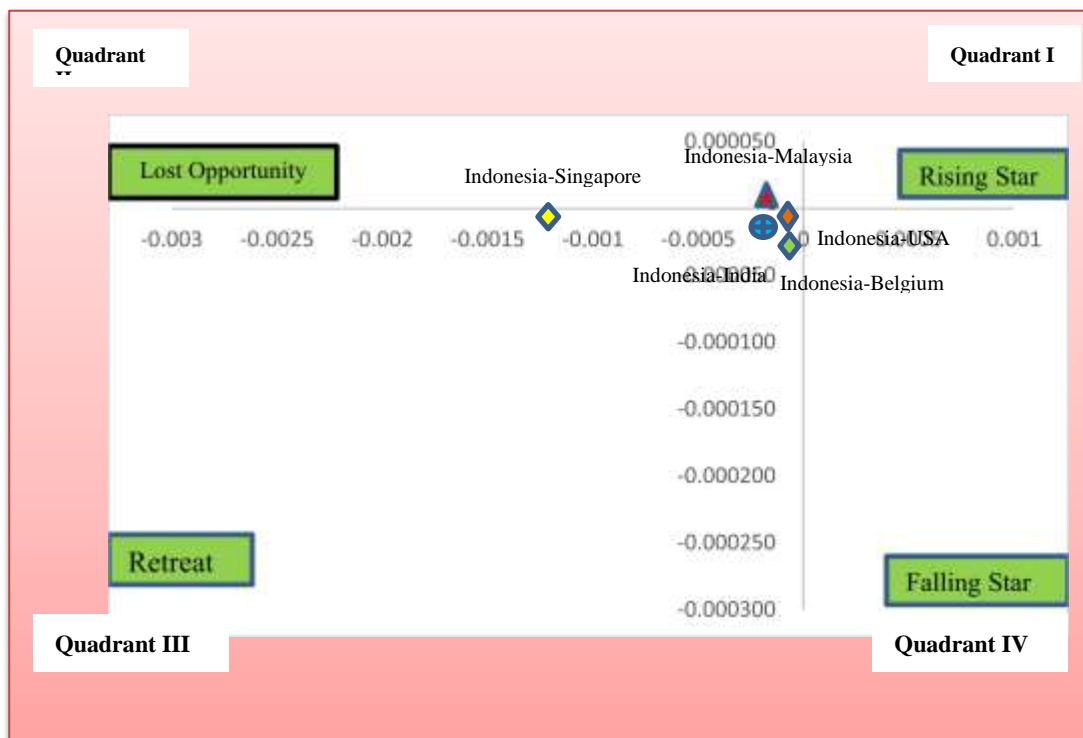 Quadrant
Quadrant I
0.000050
Lost Opportunity
Indonesia-Malaysia
Indonesia-Singapore
Rising Star
-0.003 -0.0025 -0.002 -0.0015 -0.001 -0.0005 0 0.001
Indonesia-USA
Indonesia-India
Indonesia-Belgium
-0.000100
-0.000150
-0.000200
-0.000250
Retreat
Falling Star
-0.000300
Quadrant III
Quadrant IV